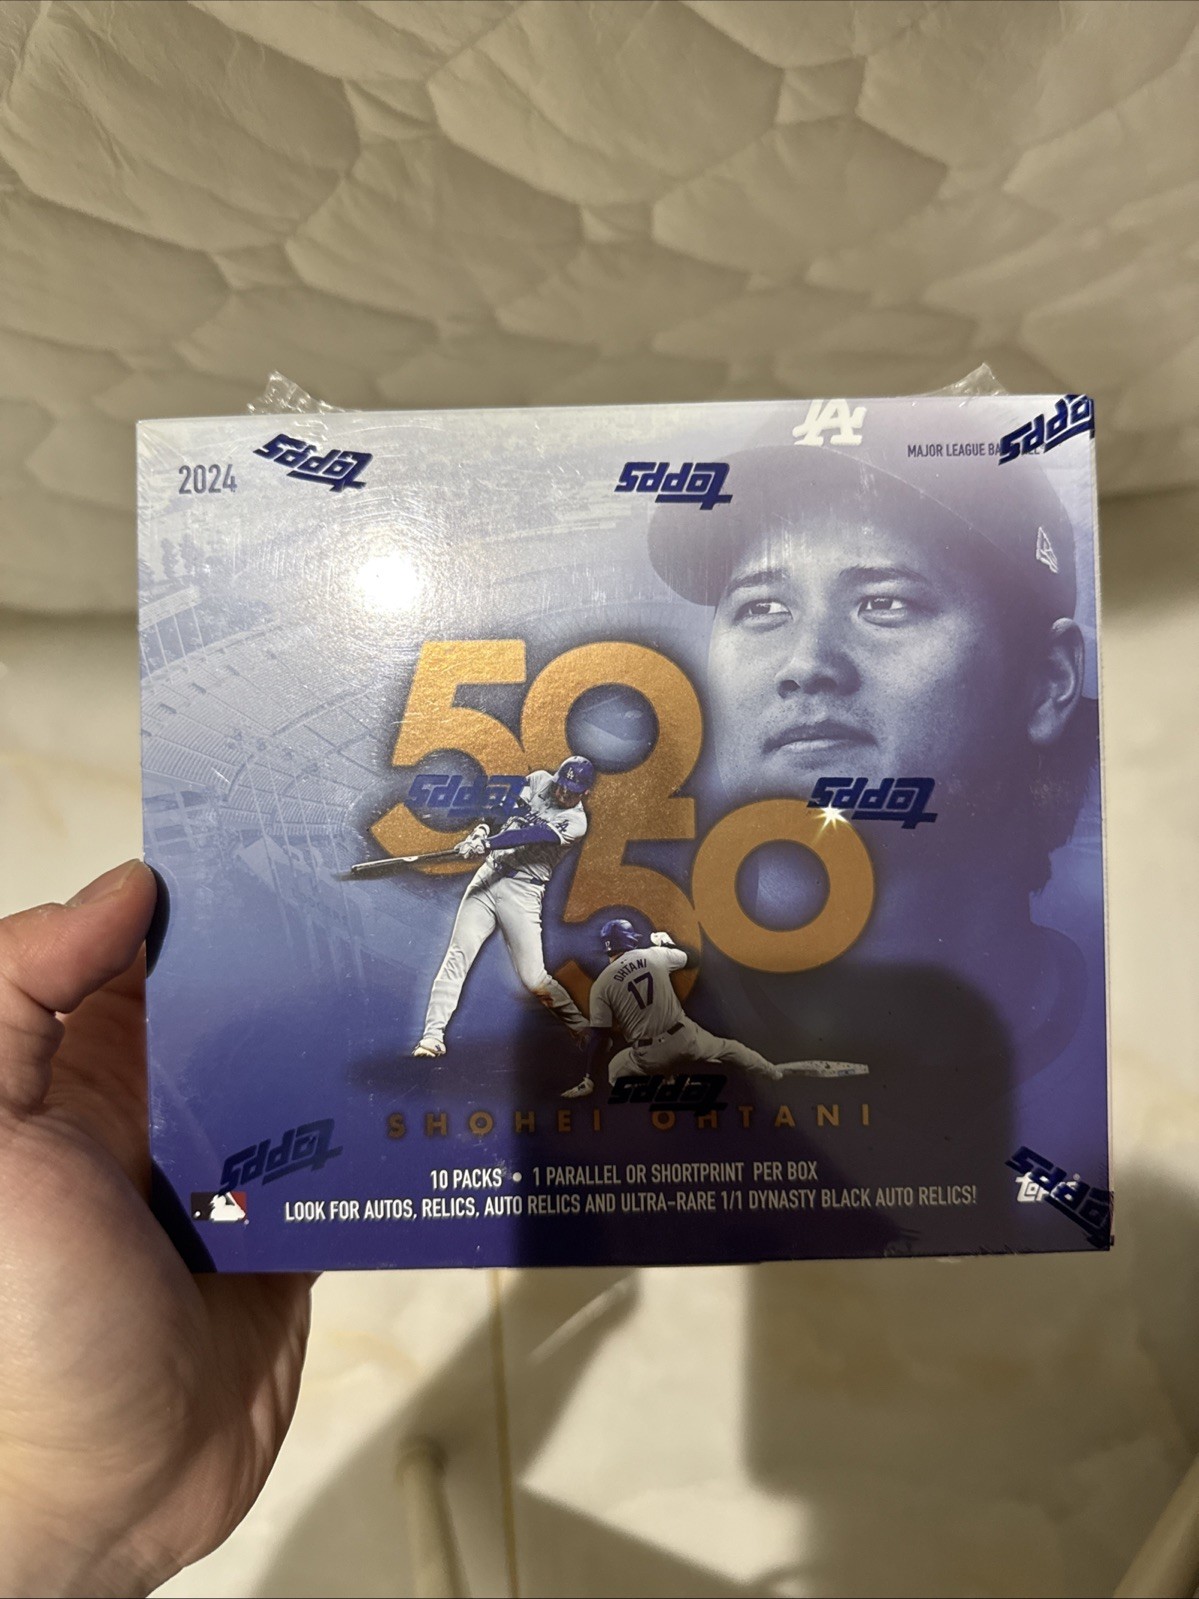 2024
topps
topps
topps
MAJOR LEAGUE BA
50
topps
topps
50
OHTANI
17
topps
SHOHEI OHTANI
topps
topps
10 PACKS • 1 PARALLEL OR SHORTPRINT PER BOX
LOOK FOR AUTOS, RELICS, AUTO RELICS AND ULTRA-RARE 1/1 DYNASTY BLACK AUTO RELICS!